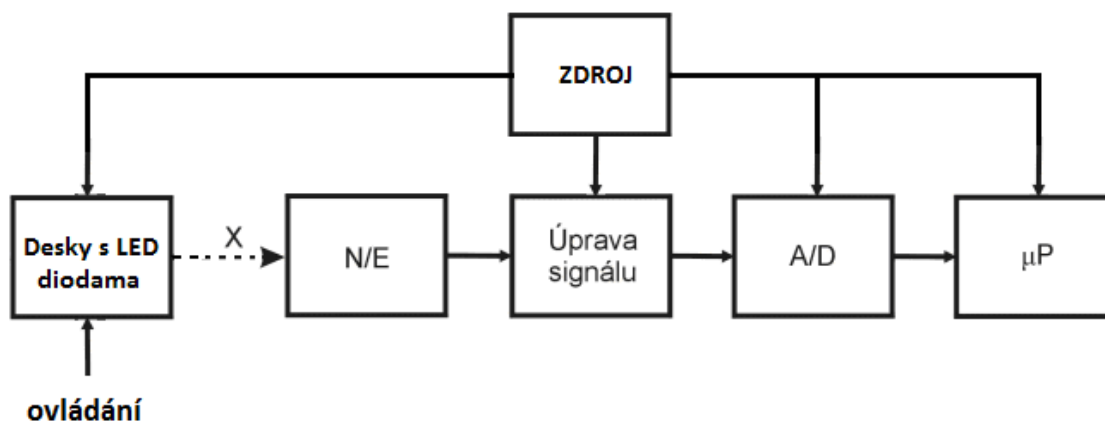 ZDROJ
Desky s LED
diodama
X
N/E
Úprava
signálu
A/D
μP
ovládání